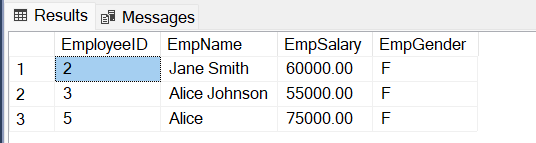 Results Messages
EmployeeID EmpName EmpSalary EmpGender
1 2 Jane Smith 60000.00 F
2 3 Alice Johnson 55000.00 F
3 5 Alice 75000.00 F